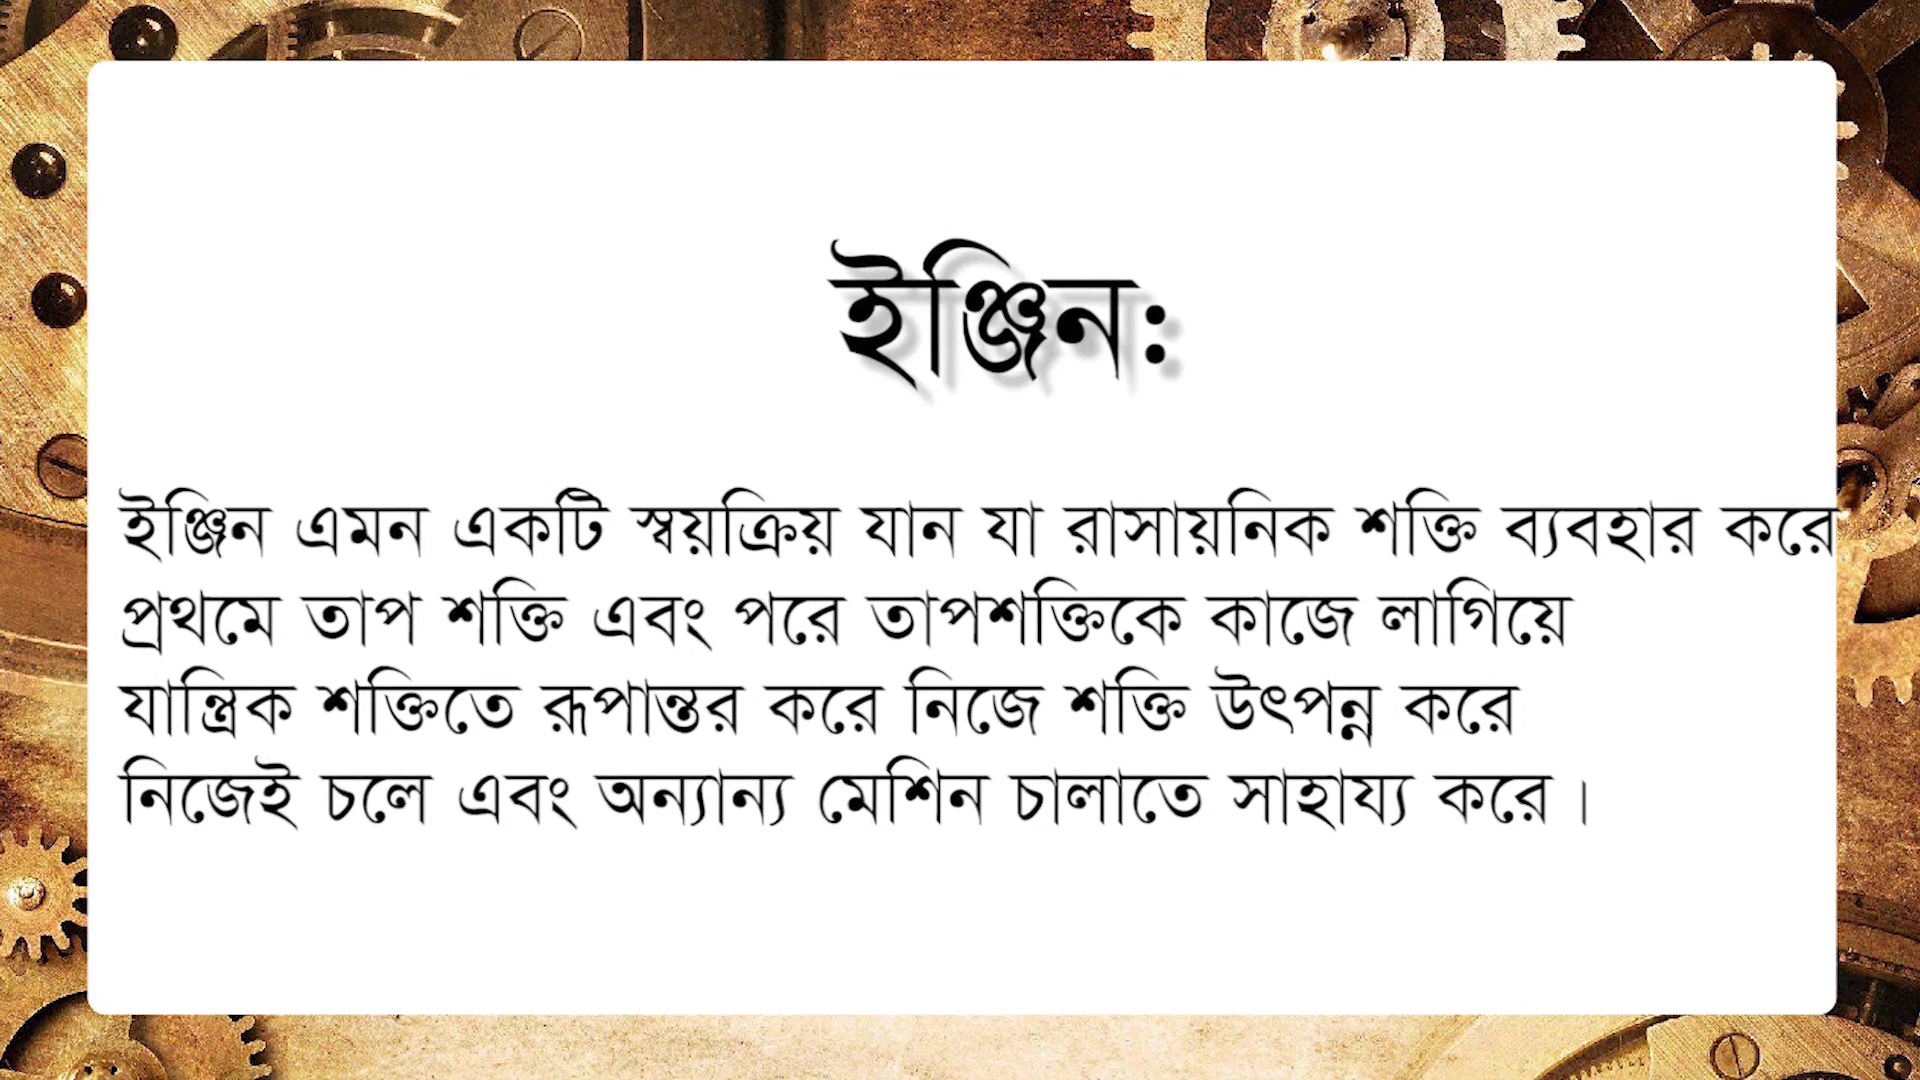 ইঞ্জিন:
ইঞ্জিন এমন একটি স্বয়ক্রিয় যান যা রাসায়নিক শক্তি ব্যবহার করে
প্রথমে তাপ শক্তি এবং পরে তাপশক্তিকে কাজে লাগিয়ে
যান্ত্রিক শক্তিতে রূপান্তর করে নিজে শক্তি উৎপন্ন করে
নিজেই চলে এবং অন্যান্য মেশিন চালাতে সাহায্য করে ।